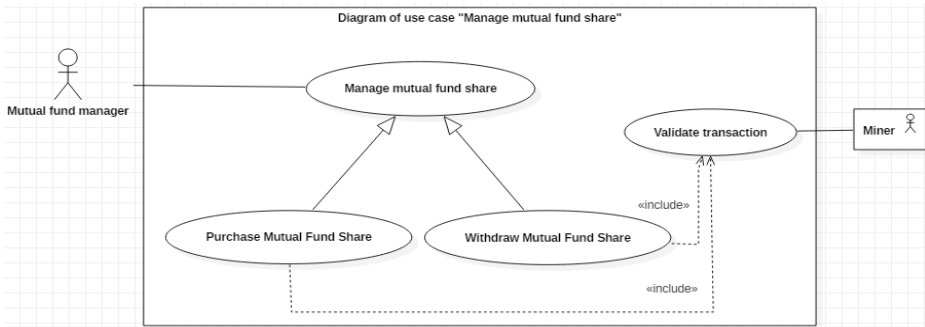 Diagram of use case "Manage mutual fund share"
Mutual fund manager
Manage mutual fund share
Validate transaction
Miner
«include»
Purchase Mutual Fund Share
Withdraw Mutual Fund Share
«include»